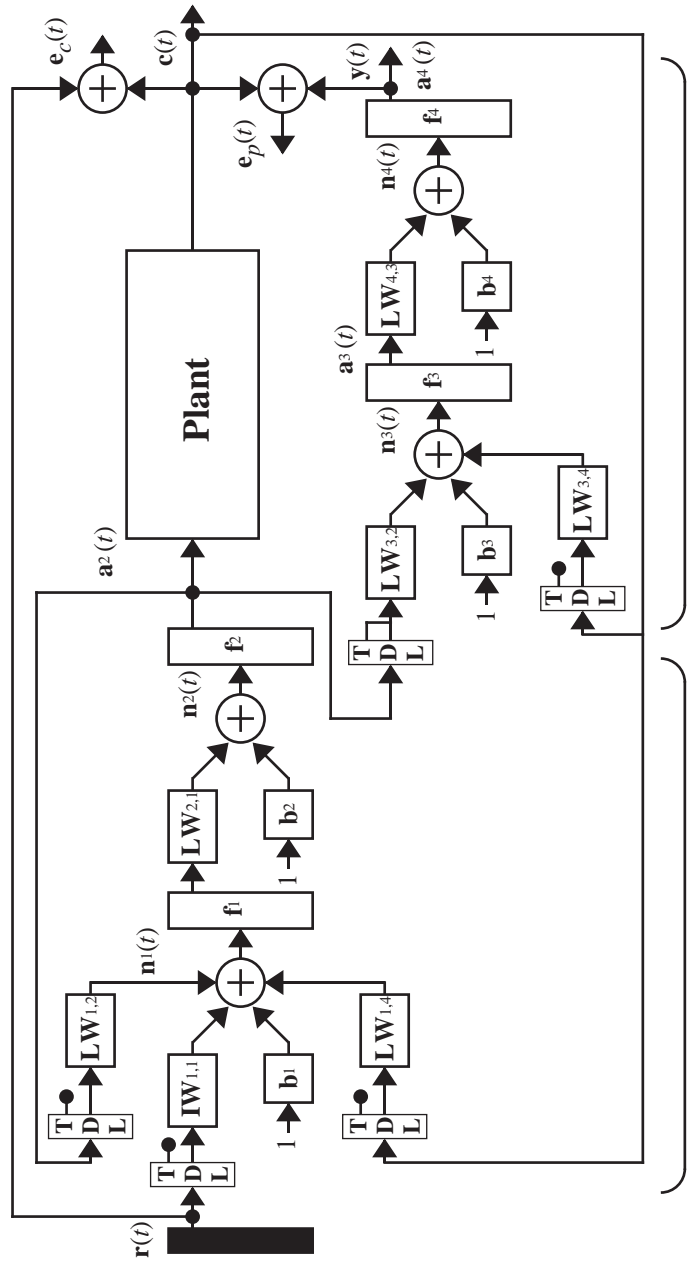 r(t)
T
D
L
IW1,1
1
b1
T
D
L
LW1,2
T
D
L
LW1,4
n1(t)
f1
LW2,1
1
b2
n2(t)
f2
a2(t)
Plant
c(t)
ec(t)
ep(t)
y(t)
T
D
L
LW3,2
1
b3
T
D
L
LW3,4
n3(t)
f3
a3(t)
LW4,3
1
b4
n4(t)
f4
a4(t)